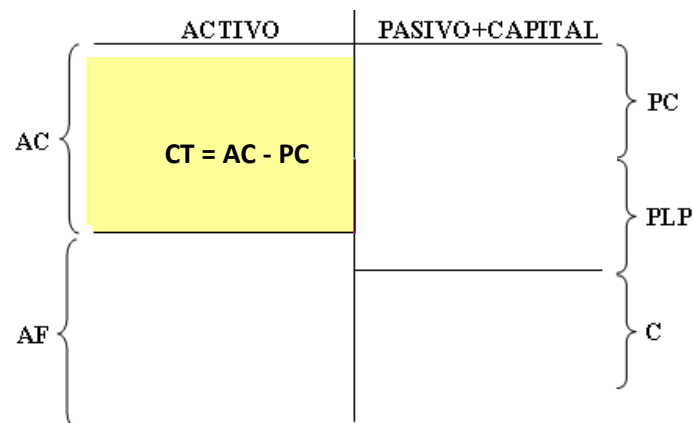 ACTIVO
PASIVO+CAPITAL
AC
CT = AC - PC
PC
PLP
AF
C